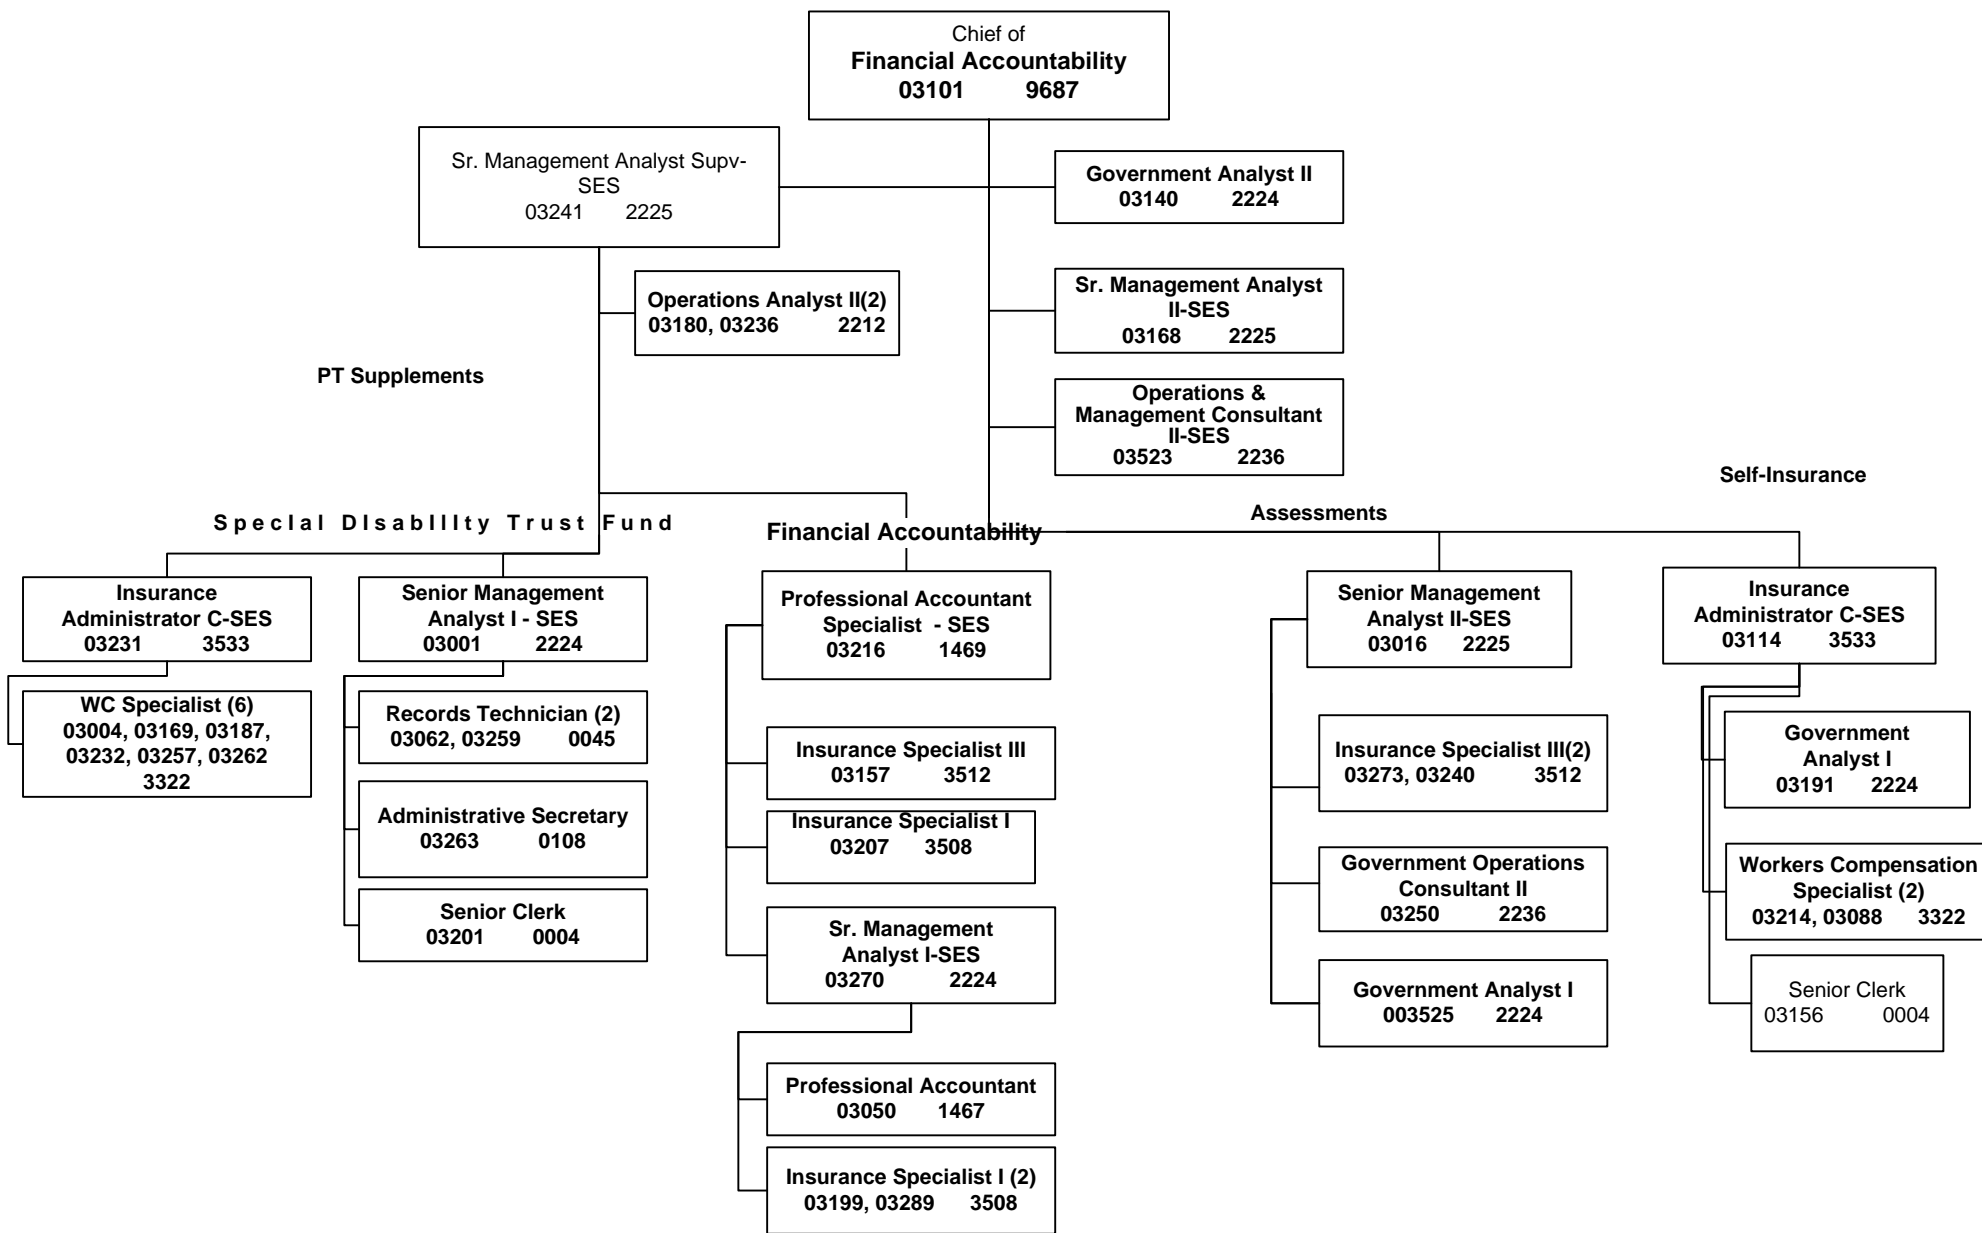 Chief of
Financial Accountability
03101 9687
Sr. Management Analyst Supv-
SES
03241 2225
Government Analyst II
03140 2224
Operations Analyst II(2)
03180, 03236 2212
Sr. Management Analyst
II-SES
03168 2225
PT Supplements
Operations &
Management Consultant
II-SES
03523 2236
Self-Insurance
Special DIsabIlIty Trust Fund
Financial Accountability
Assessments
Insurance
Administrator C-SES
03231 3533
Senior Management
Analyst I - SES
03001 2224
Professional Accountant
Specialist - SES
03216 1469
Senior Management
Analyst II-SES
03016 2225
Insurance
Administrator C-SES
03114 3533
WC Specialist (6)
03004, 03169, 03187,
03232, 03257, 03262
3322
Records Technician (2)
03062, 03259 0045
Administrative Secretary
03263 0108
Senior Clerk
03201 0004
Insurance Specialist III
03157 3512
Insurance Specialist I
03207 3508
Sr. Management
Analyst I-SES
03270 2224
Professional Accountant
03050 1467
Insurance Specialist I (2)
03199, 03289 3508
Insurance Specialist III(2)
03273, 03240 3512
Government Operations
Consultant II
03250 2236
Government Analyst I
003525 2224
Government
Analyst I
03191 2224
Workers Compensation
Specialist (2)
03214, 03088 3322
Senior Clerk
03156 0004